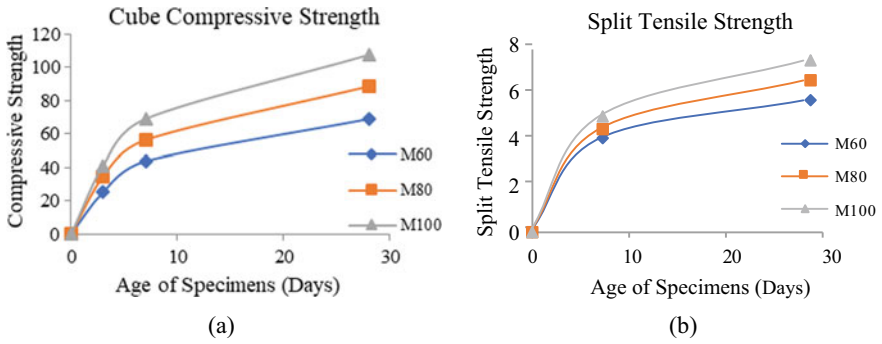 Cube Compressive Strength
120
100
80
60
40
20
0
0
10
20
30
Compressive Strength
Age of Specimens (Days)
M60
M80
M100
(a)
Split Tensile Strength
8
6
4
2
0
0
10
20
30
Split Tensile Strength
Age of Specimens (Days)
M60
M80
M100
(b)